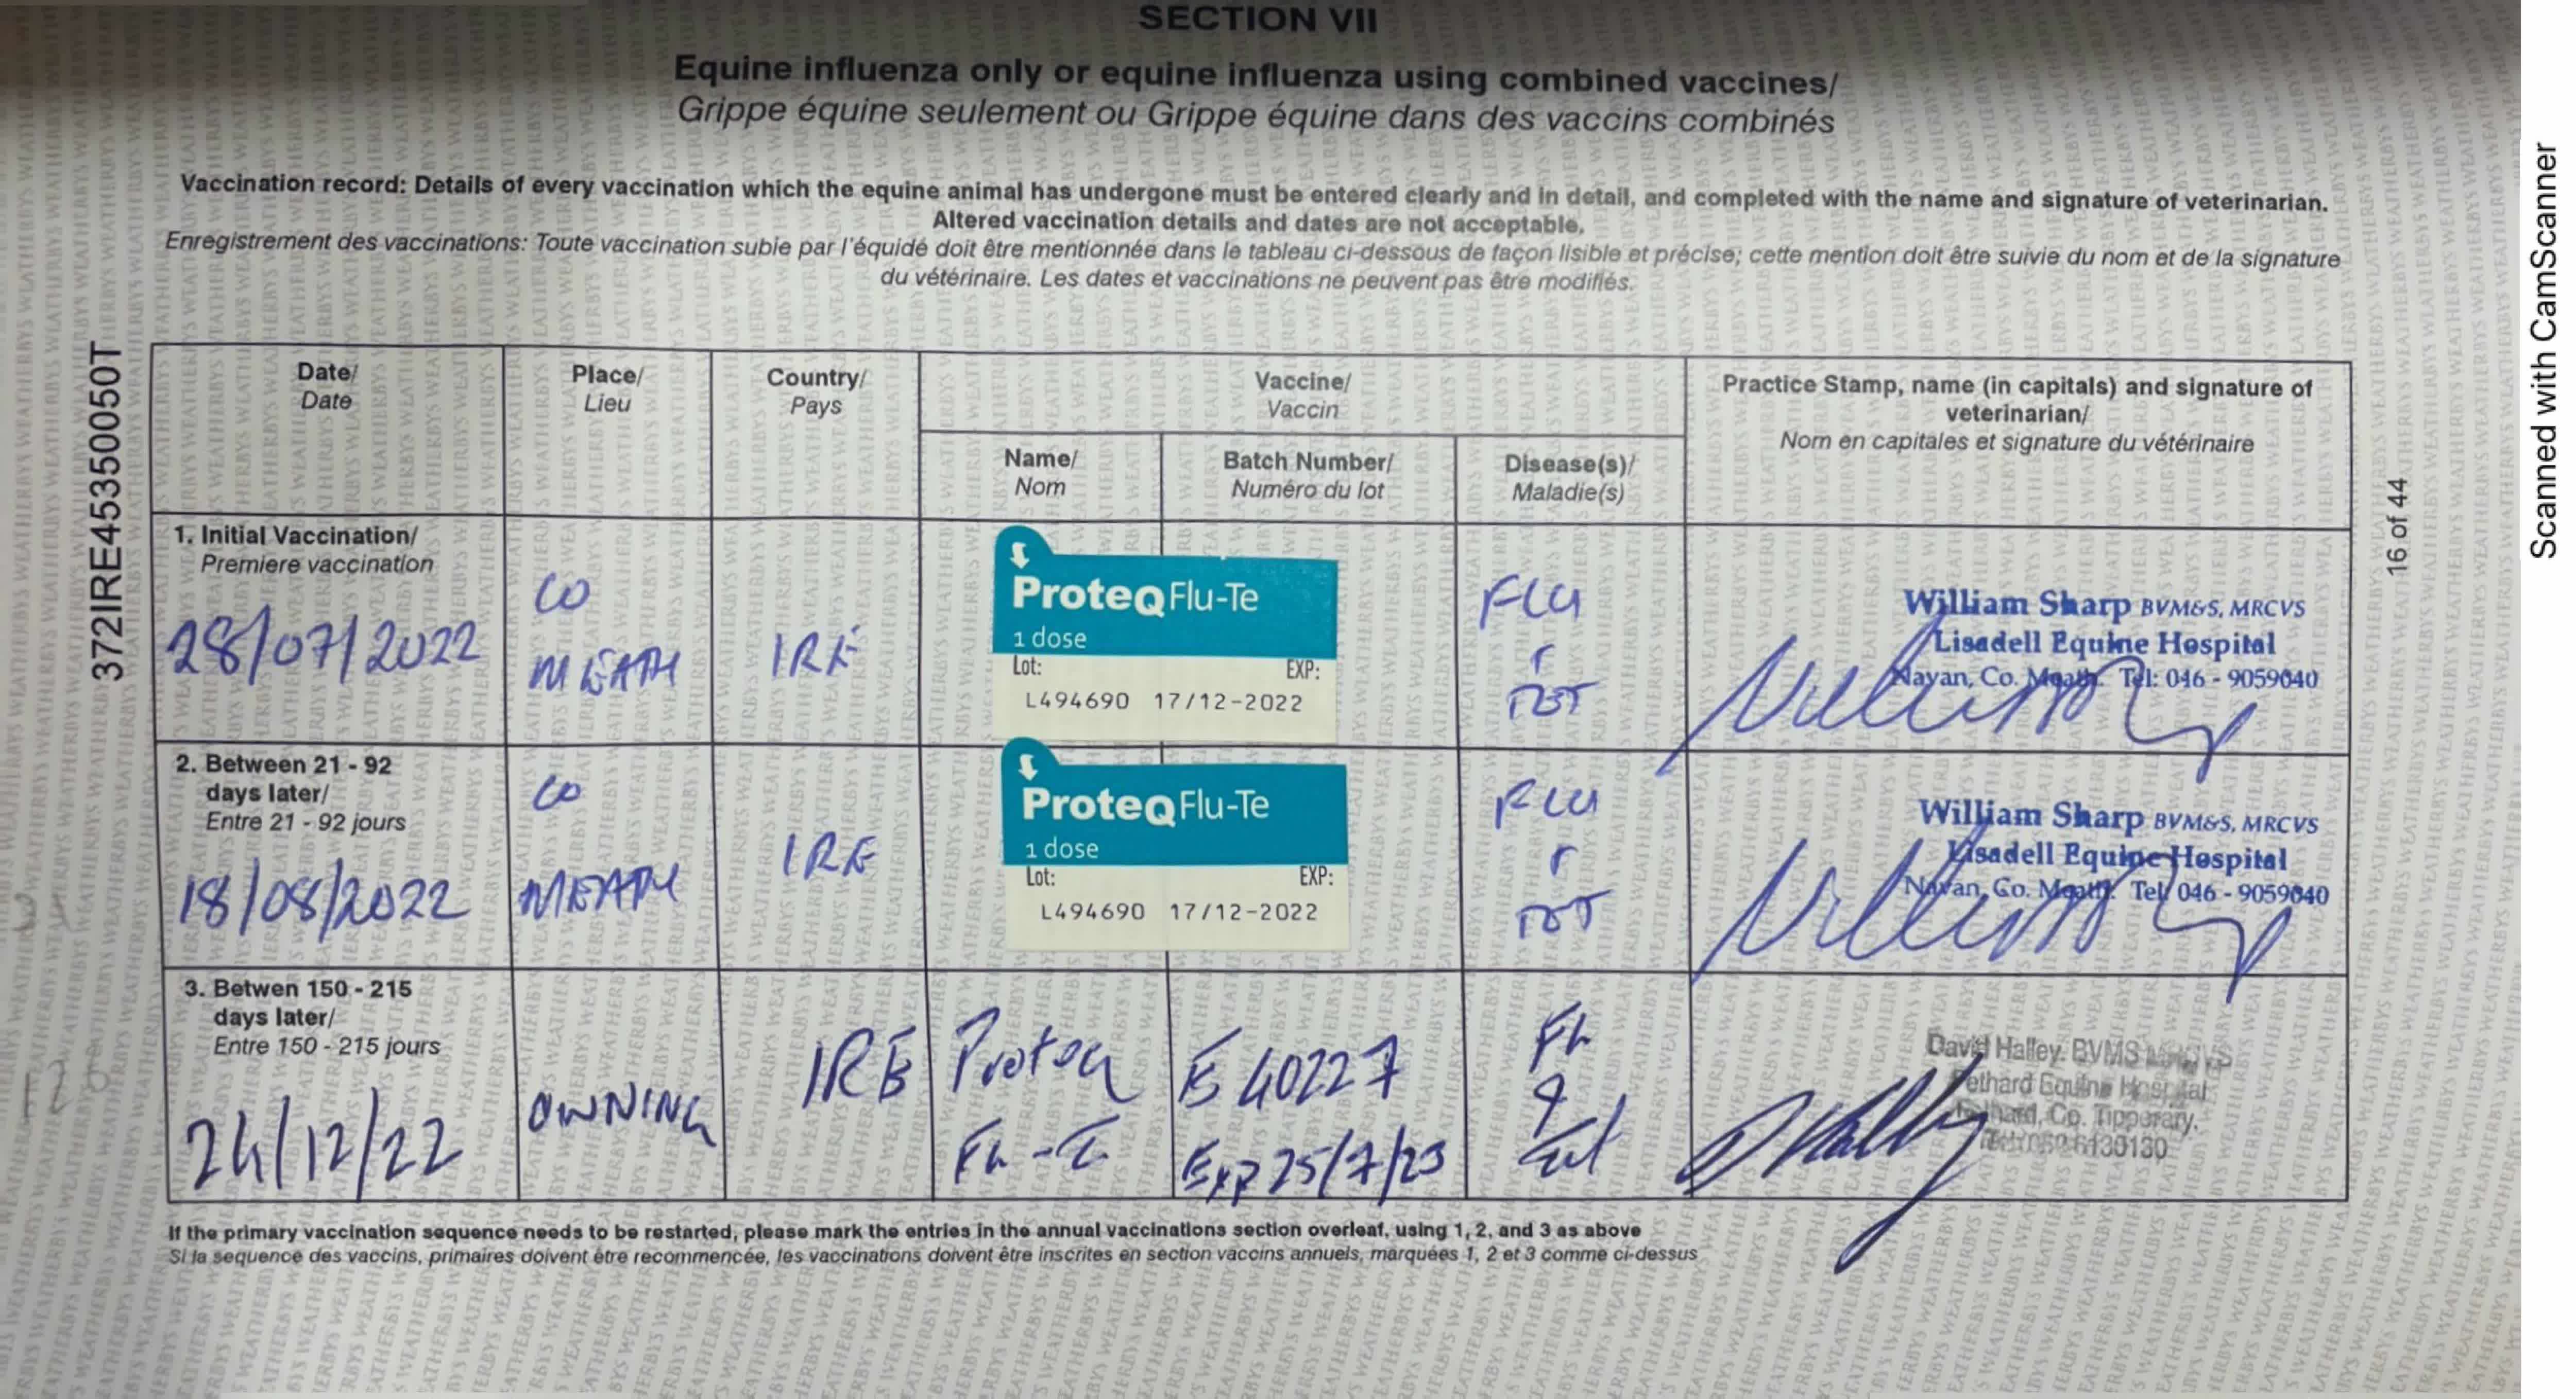 SECTION VII
Equine influenza only or equine influenza using combined vaccines/
Grippe équine seulement ou Grippe équine dans des vaccins combinés
Vaccination record: Details of every vaccination which the equine animal has undergone must be entered clearly and in detail, and completed with the name and signature of veterinarian.
Altered vaccination details and dates are not acceptable.
Enregistrement des vaccinations: Toute vaccination subie par l'équidé doit être mentionnée dans le tableau ci-dessous de façon lisible et précise; cette mention doit être suivie du nom et de la signature
du vétérinaire. Les dates et vaccinations ne peuvent pas être modifiés.
372IRE45350050T
Date/
Date
Place/
Lieu
Country/
Pays
Vaccine/
Vaccin
Name/
Nom
Batch Number/
Numéro du lot
Disease(s)/
Maladie(s)
Practice Stamp, name (in capitals) and signature of
veterinarian/
Nom en capitales et signature du vétérinaire
1. Initial Vaccination/
Premiere vaccination
28/07/2022
CO
MEATH
IRE
ProteqFlu-Te
1 dose
Lot: EXP:
L494690 17/12-2022
FLU
TET
William Sharp BVM&S, MRCVS
Lisadell Equine Hospital
Navan, Co. Meath. Tel: 046 - 9059040
2. Between 21 - 92
days later/
Entre 21 - 92 jours
18/08/2022
CO
MEATH
IRE
ProteqFlu-Te
1 dose
Lot: EXP:
L494690 17/12-2022
FLU
TET
William Sharp BVM&S, MRCVS
Lisadell Equine Hospital
Navan, Co. Meath. Tel: 046 - 9059040
3. Betwen 150 - 215
days later/
Entre 150 - 215 jours
24/12/22
OWNING
IRE
Proteq
Flu-Te
E40227
Exp 25/7/23
Flu
Tet
David Halley. BVMS
Fethard Equine Hospital
Fethard, Co. Tipperary.
6130130
If the primary vaccination sequence needs to be restarted, please mark the entries in the annual vaccinations section overleaf, using 1, 2, and 3 as above
Si la sequence des vaccins, primaires doivent être recommencée, les vaccinations doivent être inscrites en section vaccins annuels, marquées 1, 2 et 3 comme ci-dessus
16 of 44
21
126
Scanned with CamScanner